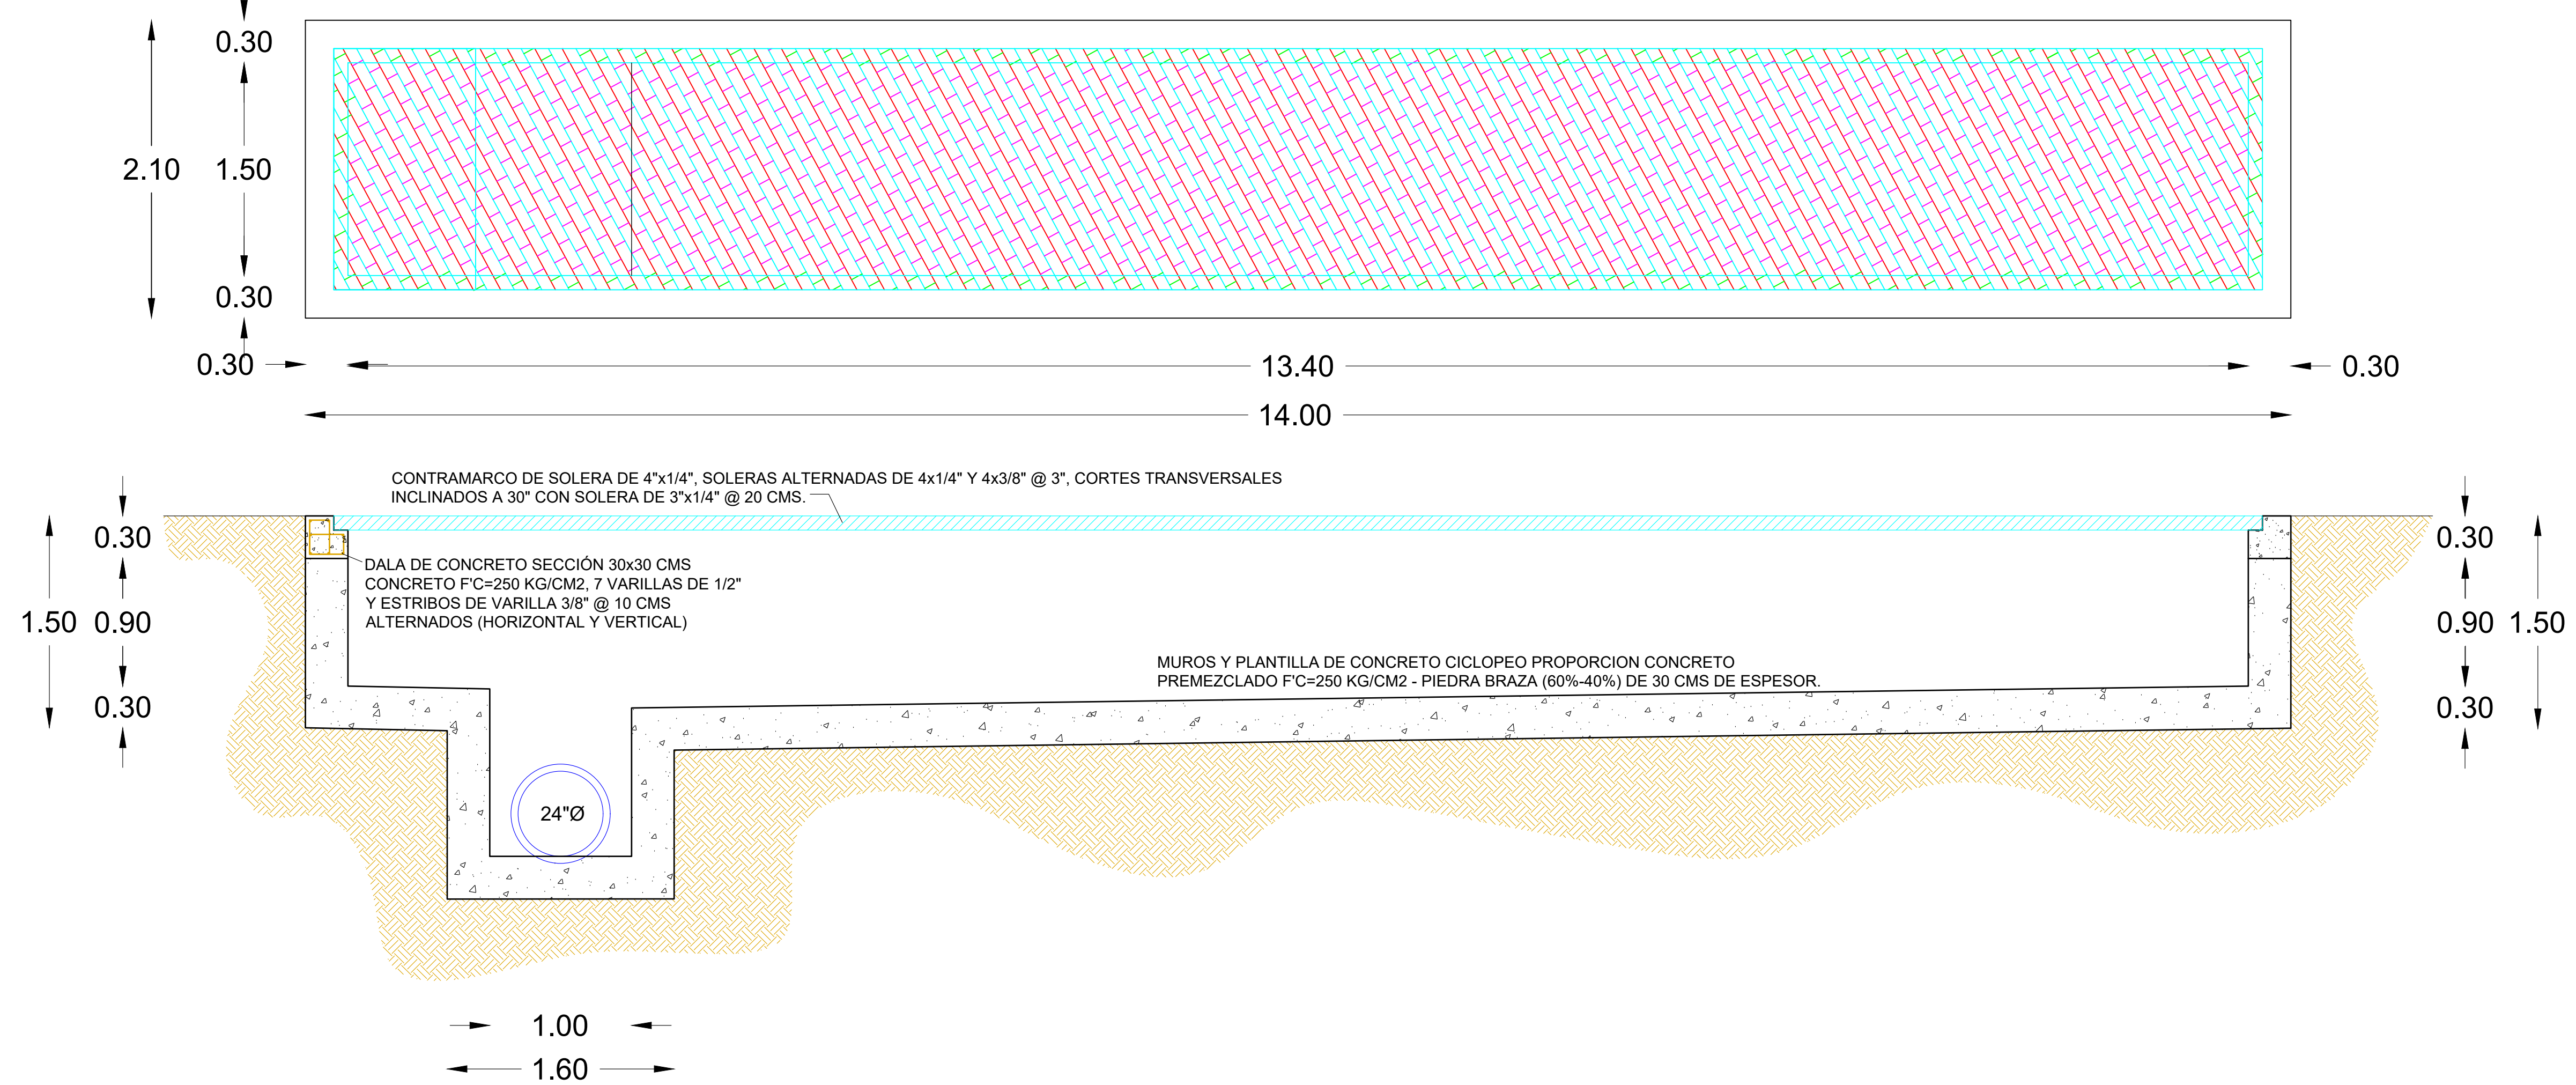 0.30
2.10
1.50
0.30
0.30
13.40
0.30
14.00
CONTRAMARCO DE SOLERA DE 4"x1/4", SOLERAS ALTERNADAS DE 4x1/4" Y 4x3/8" @ 3", CORTES TRANSVERSALES
INCLINADOS A 30" CON SOLERA DE 3"x1/4" @ 20 CMS.
0.30
1.50
0.90
0.30
DALA DE CONCRETO SECCIÓN 30x30 CMS
CONCRETO F'C=250 KG/CM2, 7 VARILLAS DE 1/2"
Y ESTRIBOS DE VARILLA 3/8" @ 10 CMS
ALTERNADOS (HORIZONTAL Y VERTICAL)
MUROS Y PLANTILLA DE CONCRETO CICLOPEO PROPORCION CONCRETO
PREMEZCLADO F'C=250 KG/CM2 - PIEDRA BRAZA (60%-40%) DE 30 CMS DE ESPESOR.
0.30
0.90
1.50
0.30
24"Ø
1.00
1.60